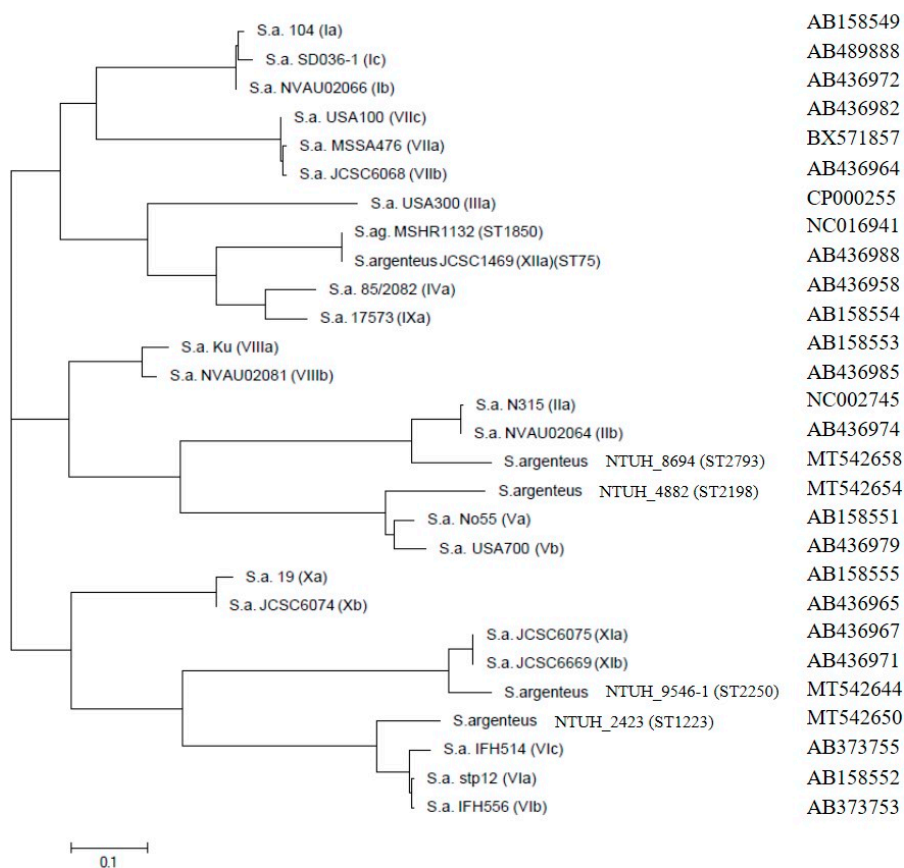 S.a. 104 (Ia) AB158549
S.a. SD036-1 (Ic) AB489888
S.a. NVAU02066 (Ib) AB436972
S.a. USA100 (VIIc) AB436982
S.a. MSSA476 (VIIa) BX571857
S.a. JCSC6068 (VIIb) AB436964
S.a. USA300 (IIIa) CP000255
S.ag. MSHR1132 (ST1850) NC016941
S.argenteus JCSC1469 (XIIa)(ST75) AB436988
S.a. 85/2082 (IVa) AB436958
S.a. 17573 (IXa) AB158554
S.a. Ku (VIIIa) AB158553
S.a. NVAU02081 (VIIIb) AB436985
S.a. N315 (IIa) NC002745
S.a. NVAU02064 (IIb) AB436974
S.argenteus NTUH_8694 (ST2793) MT542658
S.argenteus NTUH_4882 (ST2198) MT542654
S.a. No55 (Va) AB158551
S.a. USA700 (Vb) AB436979
S.a. 19 (Xa) AB158555
S.a. JCSC6074 (Xb) AB436965
S.a. JCSC6075 (XIa) AB436967
S.a. JCSC6669 (XIb) AB436971
S.argenteus NTUH_9546-1 (ST2250) MT542644
S.argenteus NTUH_2423 (ST1223) MT542650
S.a. IFH514 (VIc) AB373755
S.a. stp12 (VIa) AB158552
S.a. IFH556 (VIb) AB373753
0.1